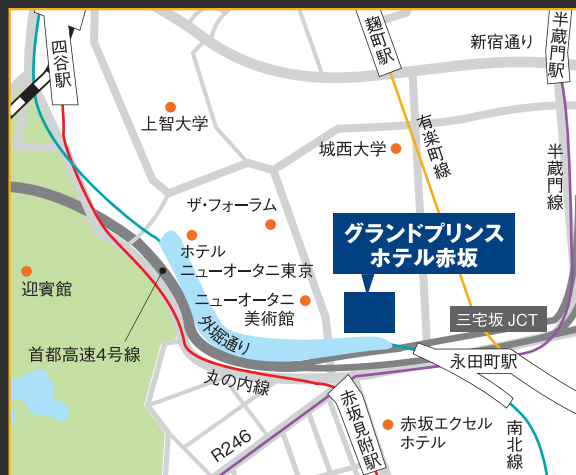 四谷駅
麹町駅
新宿通り
半蔵門駅
上智大学
有楽町線
城西大学
半蔵門線
ザ・フォーラム
グランドプリンス
ホテル赤坂
ホテル
ニューオータニ東京
迎賓館
ニューオータニ
美術館
三宅坂 JCT
外堀通り
首都高速4号線
永田町駅
丸の内線
赤坂見附駅
赤坂エクセル
ホテル
南北線
R246